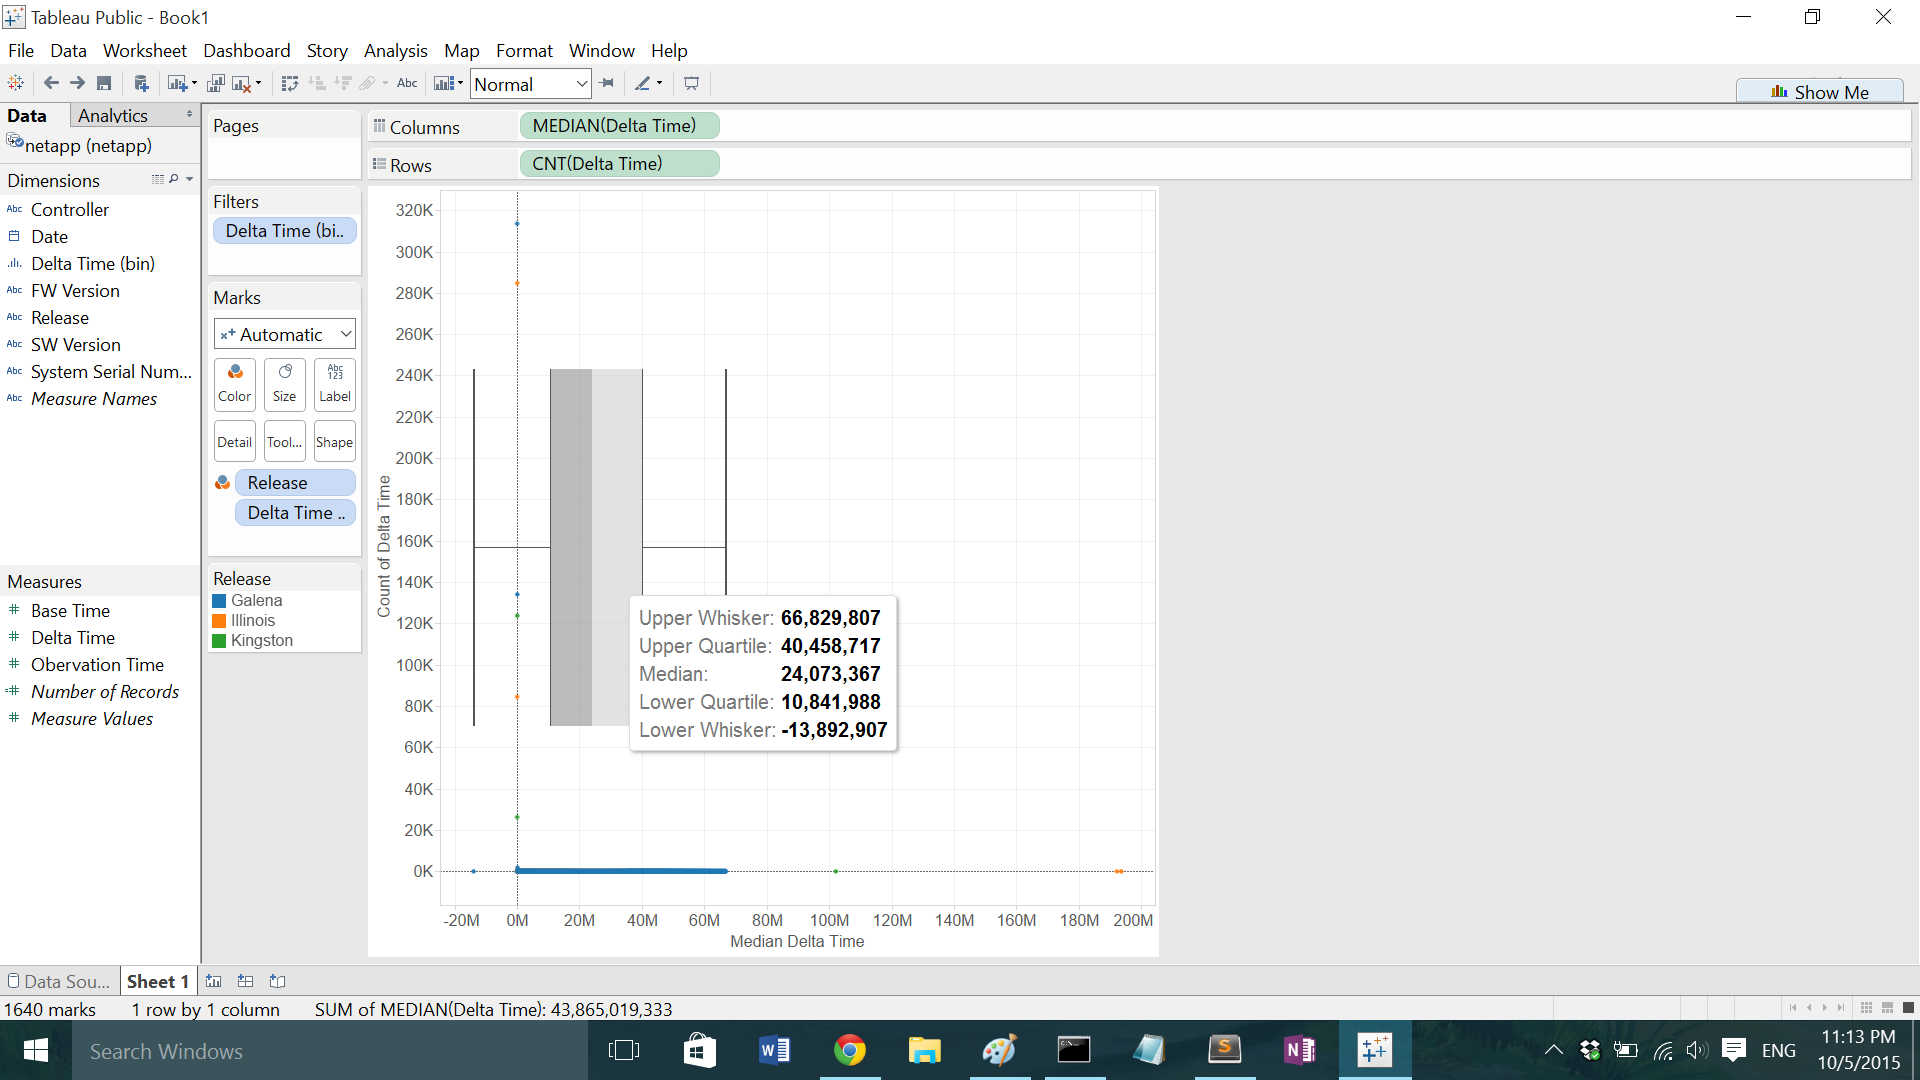 Tableau Public - Book1
File Data Worksheet Dashboard Story Analysis Map Format Window Help
Abc Normal
Show Me
Data Analytics
netapp (netapp)
Dimensions
Abc Controller
Date
Delta Time (bin)
Abc FW Version
Abc Release
Abc SW Version
Abc System Serial Num...
Abc Measure Names
Measures
# Base Time
# Delta Time
# Obervation Time
=# Number of Records
# Measure Values
Pages
Filters
Delta Time (bi..
Marks
Automatic
Color Size Abc 123 Label
Detail Tool... Shape
Release
Delta Time ..
Release
Galena
Illinois
Kingston
Columns MEDIAN(Delta Time)
Rows CNT(Delta Time)
320K
300K
280K
260K
240K
220K
200K
180K
160K
140K
120K
100K
80K
60K
40K
20K
0K
Count of Delta Time
Upper Whisker: 66,829,807
Upper Quartile: 40,458,717
Median: 24,073,367
Lower Quartile: 10,841,988
Lower Whisker: -13,892,907
-20M 0M 20M 40M 60M 80M 100M 120M 140M 160M 180M 200M
Median Delta Time
Data Sou... Sheet 1
1640 marks 1 row by 1 column SUM of MEDIAN(Delta Time): 43,865,019,333
Search Windows
ENG
11:13 PM
10/5/2015